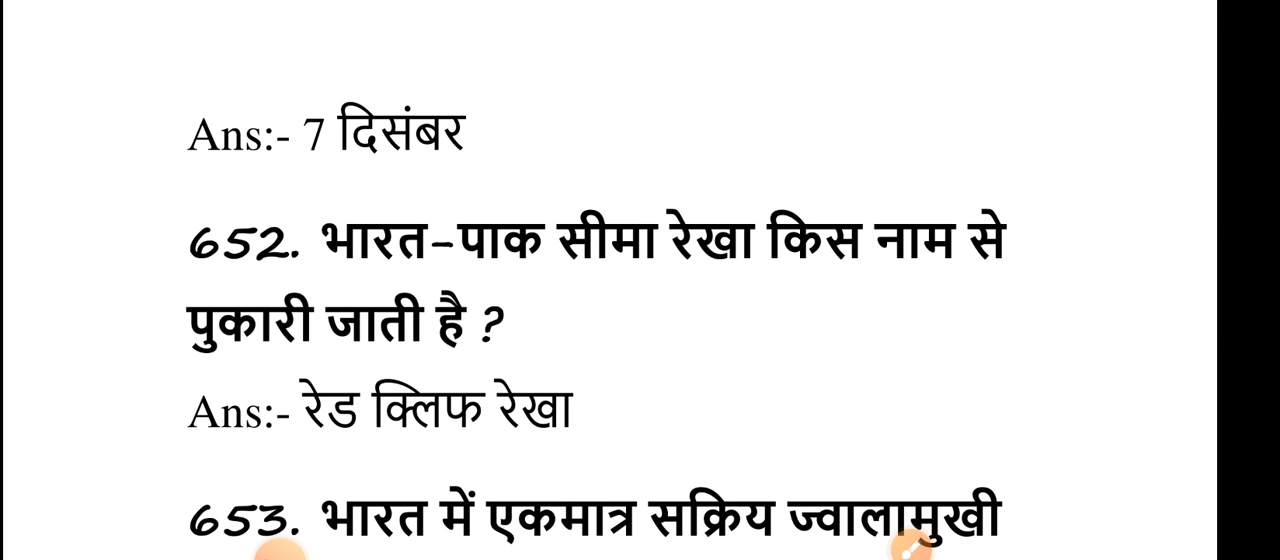 Ans:- 7 दिसंबर
652. भारत-पाक सीमा रेखा किस नाम से
पुकारी जाती है ?
Ans:- रेड क्लिफ रेखा
653. भारत में एकमात्र सक्रिय ज्वालामुखी